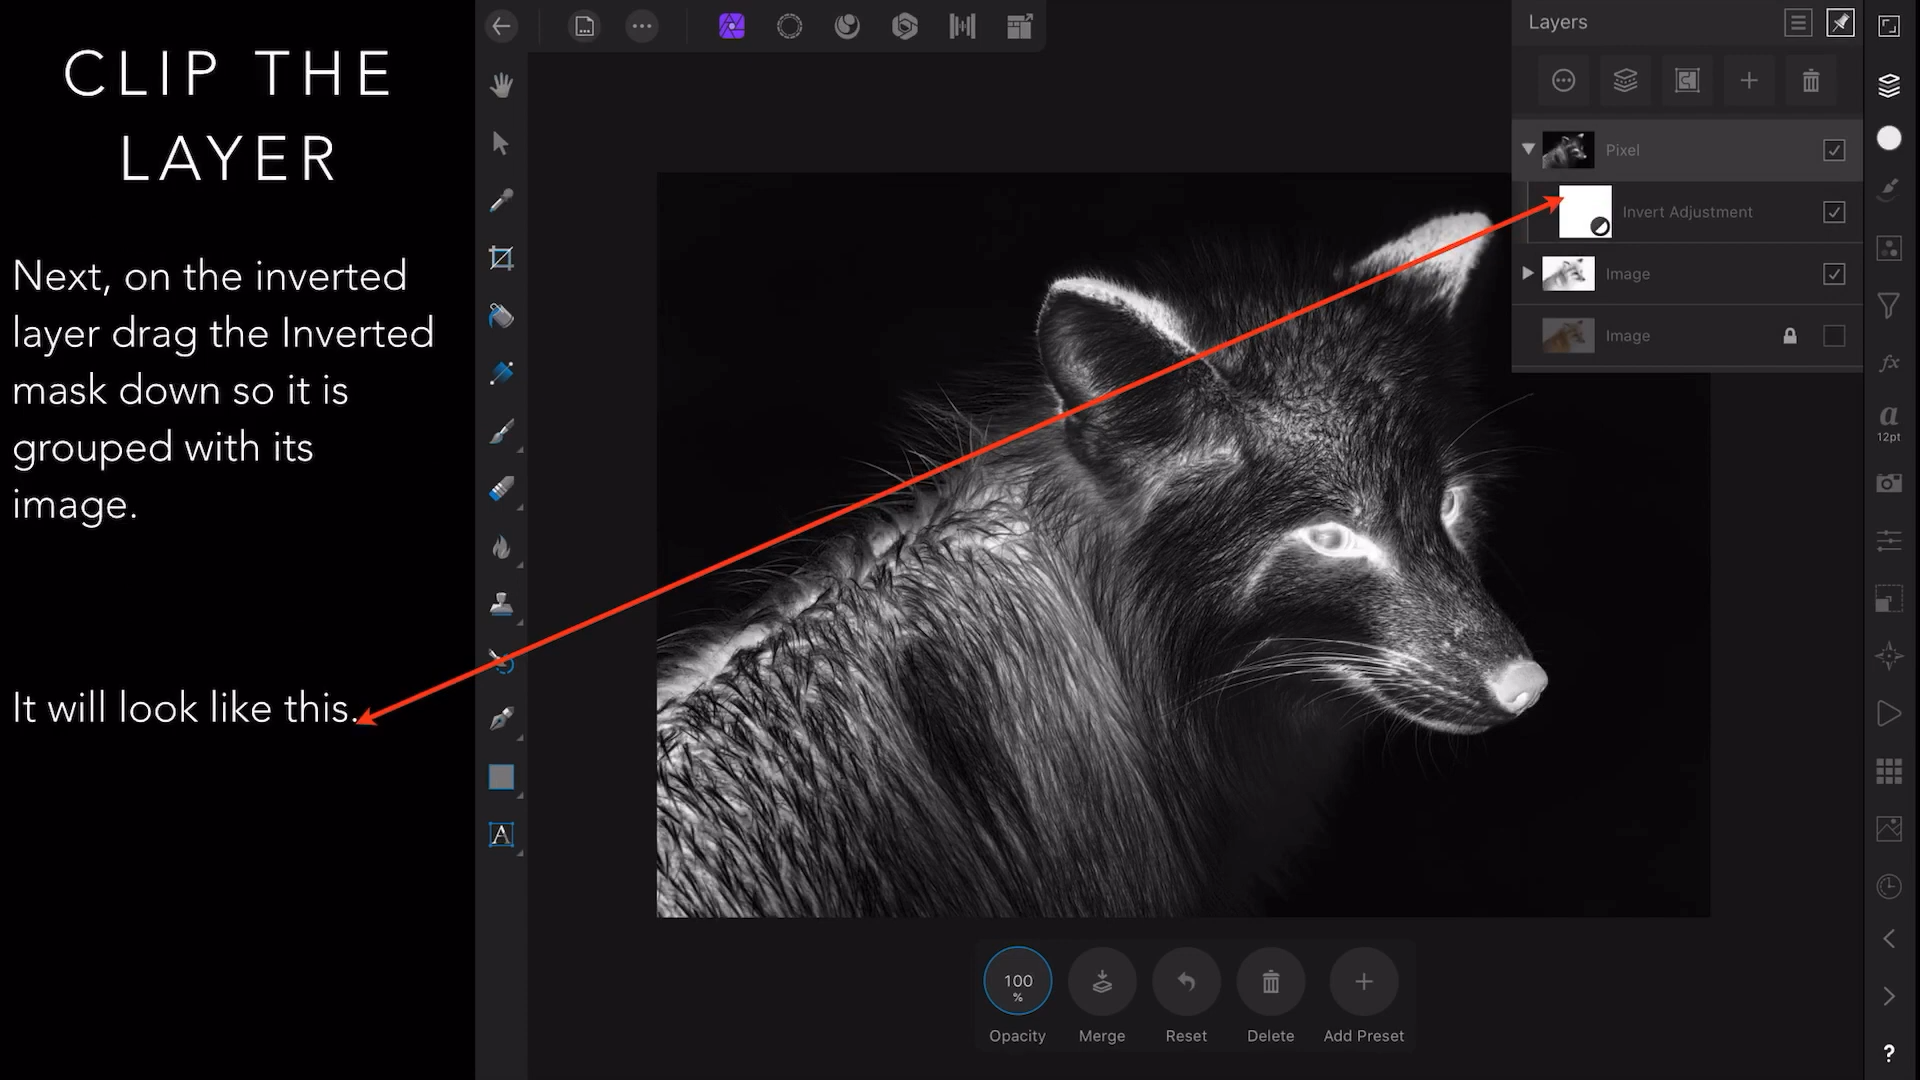 CLIP THE
LAYER
Next, on the inverted
layer drag the Inverted
mask down so it is
grouped with its
image.
It will look like this.
Layers
Pixel
Invert Adjustment
Image
Image
a
12pt
fx
A
100
%
Opacity
Merge
Reset
Delete
Add Preset
?